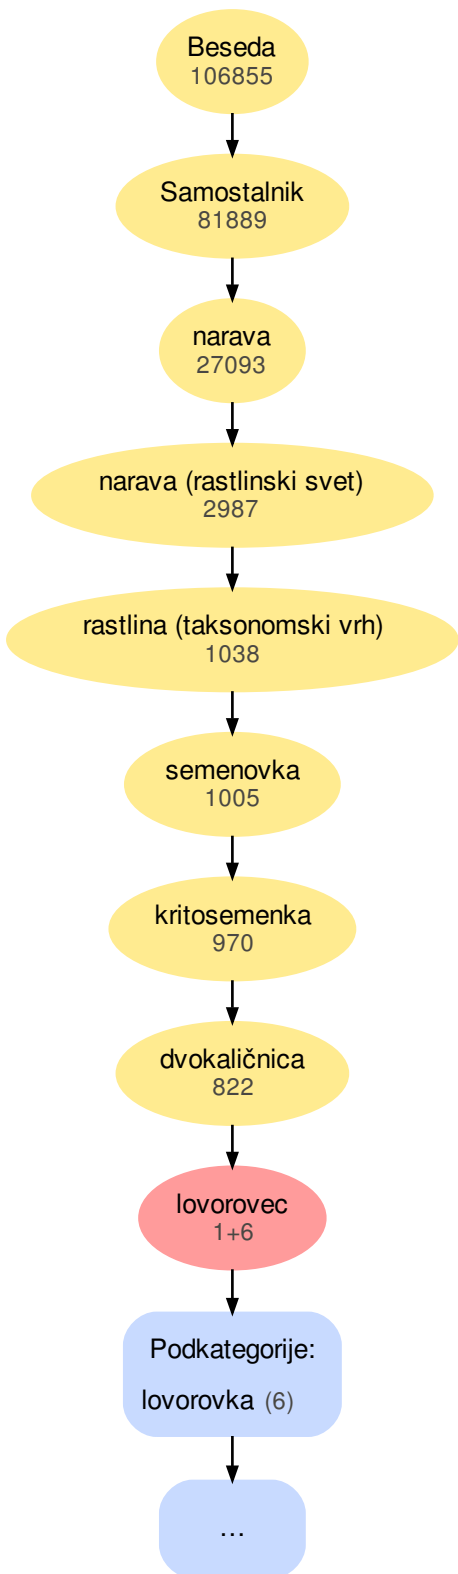 Beseda
106855
Samostalnik
81889
narava
27093
narava (rastlinski svet)
2987
rastlina (taksonomski vrh)
1038
semenovka
1005
kritosemenka
970
dvokaličnica
822
lovorovec
1+6
Podkategorije:
lovorovka (6)
...